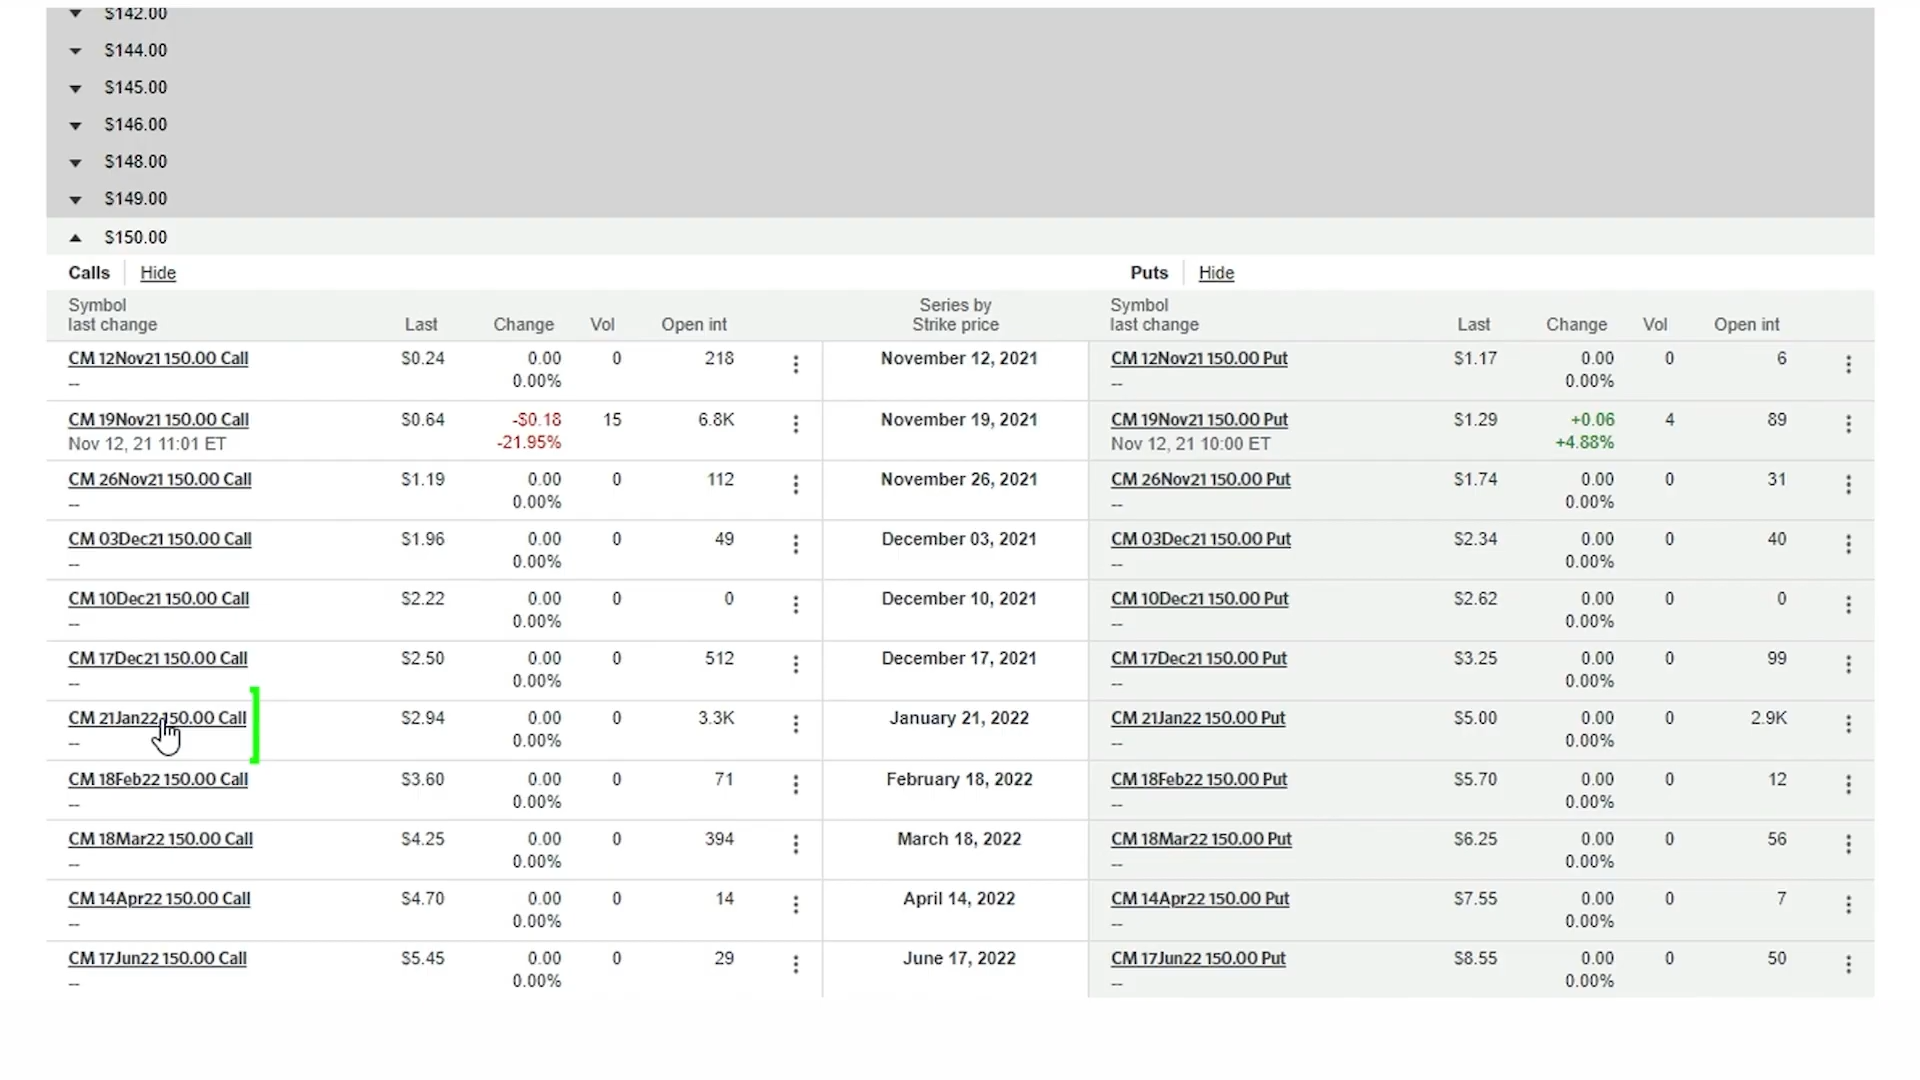 $142.00
$144.00
$145.00
$146.00
$148.00
$149.00
$150.00
Calls Hide Puts Hide
Symbol Series by Symbol
last change Last Change Vol Open int Strike price last change Last Change Vol Open int
CM 12Nov21 150.00 Call $0.24 0.00 0 218 November 12, 2021 CM 12Nov21 150.00 Put $1.17 0.00 0 6
-- 0.00% -- 0.00%
CM 19Nov21 150.00 Call $0.64 -$0.18 15 6.8K November 19, 2021 CM 19Nov21 150.00 Put $1.29 +0.06 4 89
Nov 12, 21 11:01 ET -21.95% Nov 12, 21 10:00 ET +4.88%
CM 26Nov21 150.00 Call $1.19 0.00 0 112 November 26, 2021 CM 26Nov21 150.00 Put $1.74 0.00 0 31
-- 0.00% -- 0.00%
CM 03Dec21 150.00 Call $1.96 0.00 0 49 December 03, 2021 CM 03Dec21 150.00 Put $2.34 0.00 0 40
-- 0.00% -- 0.00%
CM 10Dec21 150.00 Call $2.22 0.00 0 0 December 10, 2021 CM 10Dec21 150.00 Put $2.62 0.00 0 0
-- 0.00% -- 0.00%
CM 17Dec21 150.00 Call $2.50 0.00 0 512 December 17, 2021 CM 17Dec21 150.00 Put $3.25 0.00 0 99
-- 0.00% -- 0.00%
CM 21Jan22 150.00 Call $2.94 0.00 0 3.3K January 21, 2022 CM 21Jan22 150.00 Put $5.00 0.00 0 2.9K
-- 0.00% -- 0.00%
CM 18Feb22 150.00 Call $3.60 0.00 0 71 February 18, 2022 CM 18Feb22 150.00 Put $5.70 0.00 0 12
-- 0.00% -- 0.00%
CM 18Mar22 150.00 Call $4.25 0.00 0 394 March 18, 2022 CM 18Mar22 150.00 Put $6.25 0.00 0 56
-- 0.00% -- 0.00%
CM 14Apr22 150.00 Call $4.70 0.00 0 14 April 14, 2022 CM 14Apr22 150.00 Put $7.55 0.00 0 7
-- 0.00% -- 0.00%
CM 17Jun22 150.00 Call $5.45 0.00 0 29 June 17, 2022 CM 17Jun22 150.00 Put $8.55 0.00 0 50
-- 0.00% -- 0.00%